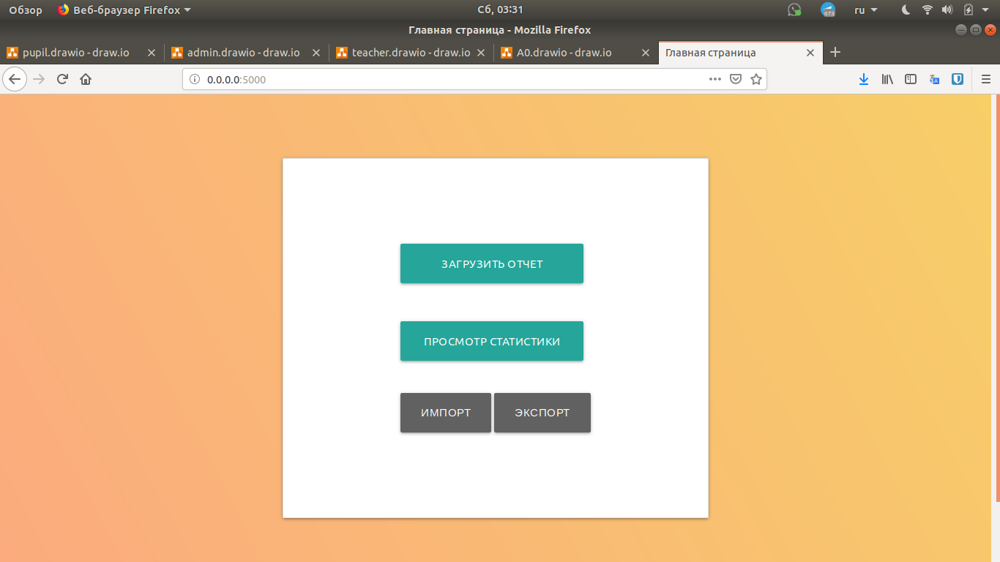 Обзор Веб-браузер Firefox Сб, 03:31 673 ru
Главная страница - Mozilla Firefox
pupil.drawio - draw.io admin.drawio - draw.io teacher.drawio - draw.io A0.drawio - draw.io Главная страница
0.0.0.0:5000
ЗАГРУЗИТЬ ОТЧЕТ
ПРОСМОТР СТАТИСТИКИ
ИМПОРТ ЭКСПОРТ